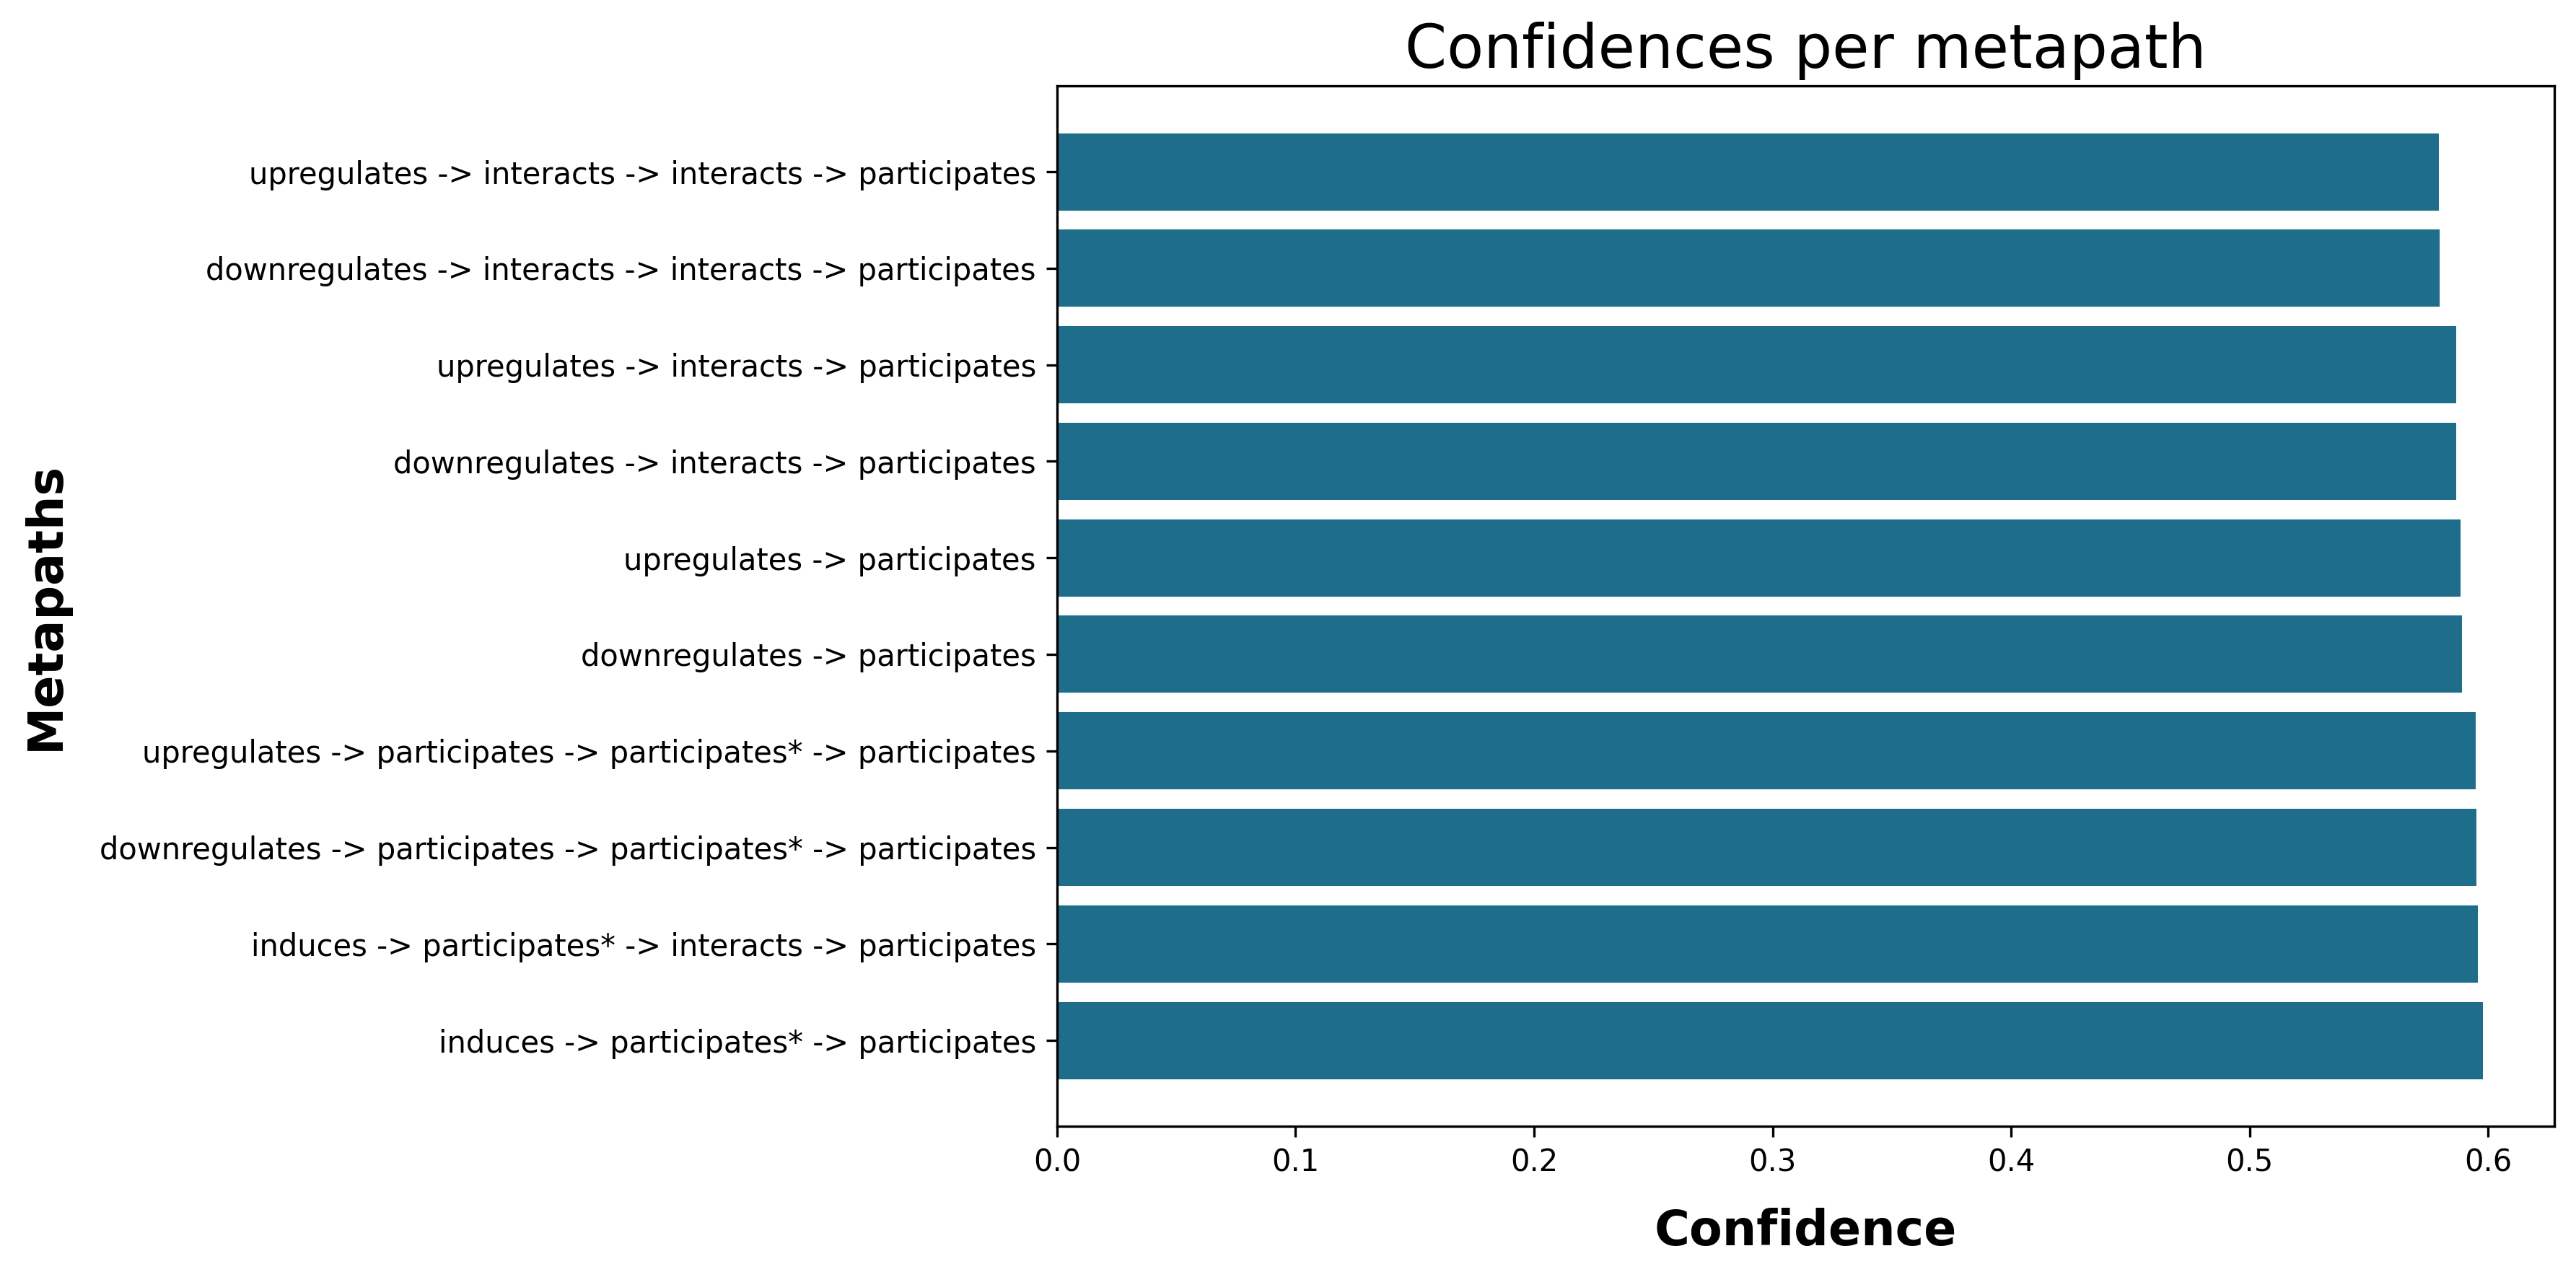 Confidences per metapath
Metapaths
upregulates -> interacts -> interacts -> participates
downregulates -> interacts -> interacts -> participates
upregulates -> interacts -> participates
downregulates -> interacts -> participates
upregulates -> participates
downregulates -> participates
upregulates -> participates -> participates* -> participates
downregulates -> participates -> participates* -> participates
induces -> participates* -> interacts -> participates
induces -> participates* -> participates
0.0 0.1 0.2 0.3 0.4 0.5 0.6
Confidence